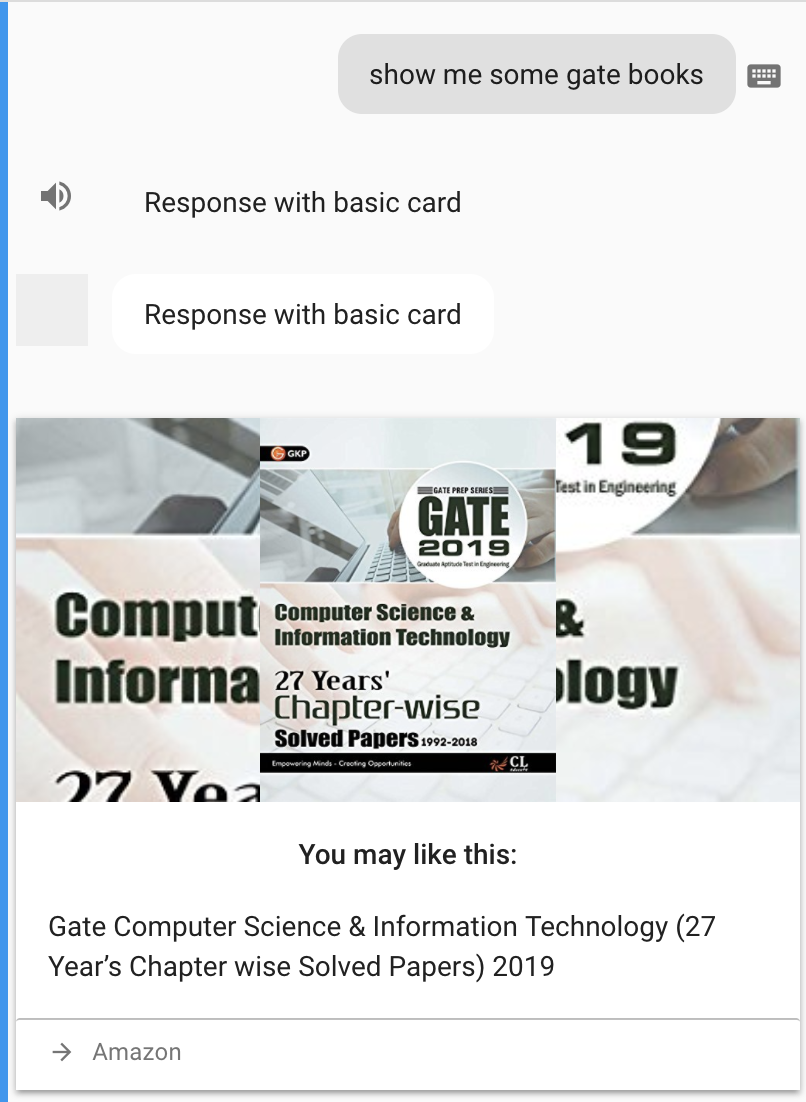 show me some gate books
Response with basic card
Response with basic card
Comput
Informa
27 Yea
GKP
GATE PREP SERIES
GATE
2019
Graduate Aptitude Test in Engineering
Computer Science &
Information Technology
27 Years'
Chapter-wise
Solved Papers 1992-2018
Empowering Minds - Creating Opportunities
CL
educate
19
Test in Engineering
&
ology
You may like this:
Gate Computer Science & Information Technology (27
Year’s Chapter wise Solved Papers) 2019
Amazon